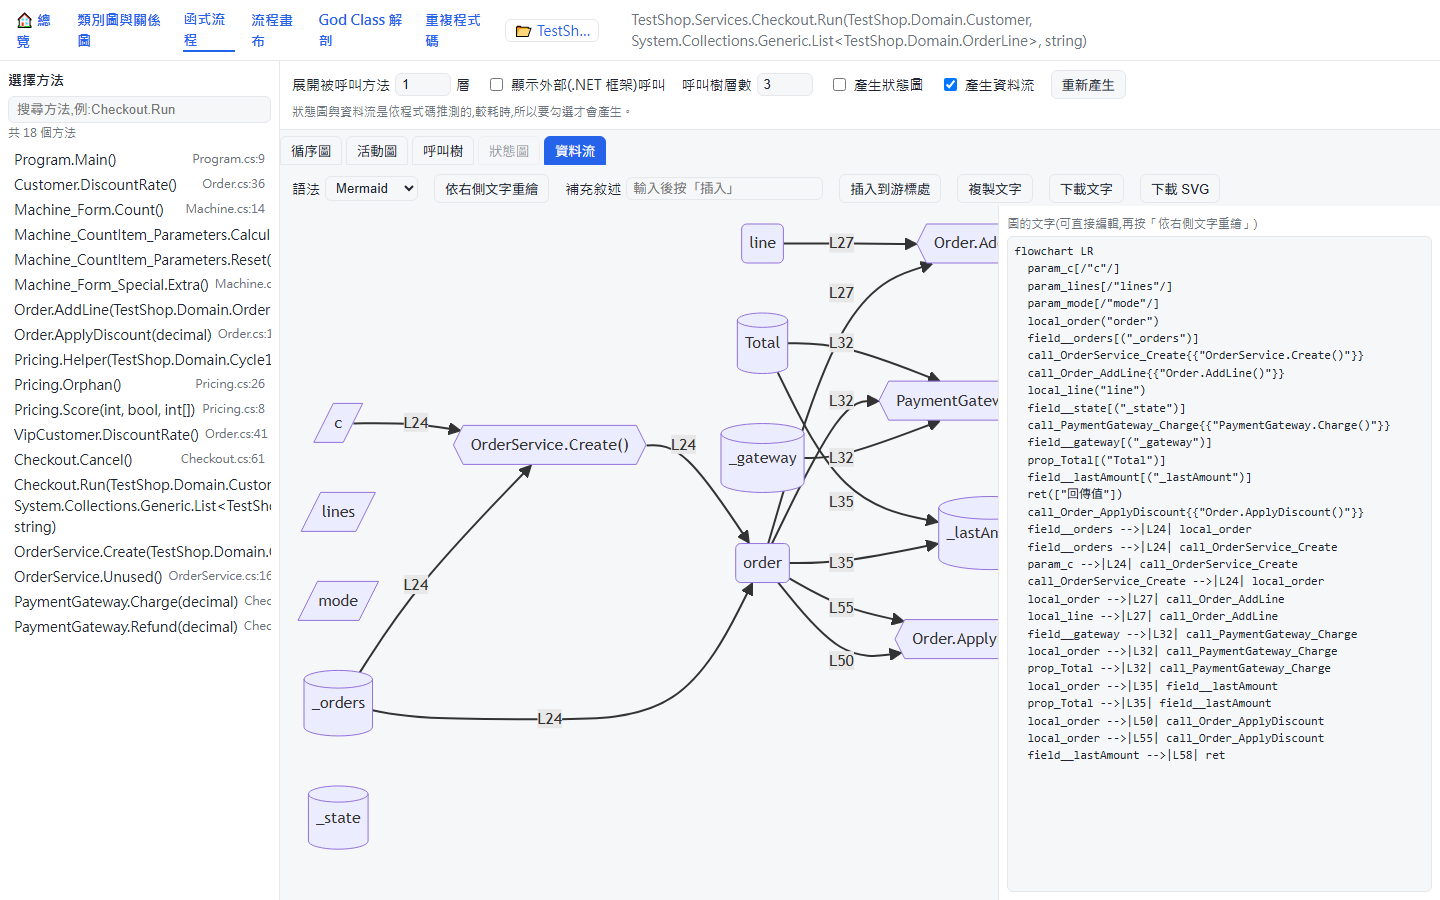 🏠 總覽
類別圖與關係圖
函式流程
流程畫布
God Class 解剖
重複程式碼
📂 TestSh...
TestShop.Services.Checkout.Run(TestShop.Domain.Customer,
System.Collections.Generic.List<TestShop.Domain.OrderLine>, string)
選擇方法
搜尋方法,例:Checkout.Run
共 18 個方法
Program.Main() Program.cs:9
Customer.DiscountRate() Order.cs:36
Machine_Form.Count() Machine.cs:14
Machine_CountItem_Parameters.Calcul
Machine_CountItem_Parameters.Reset(
Machine_Form_Special.Extra() Machine.c
Order.AddLine(TestShop.Domain.Order
Order.ApplyDiscount(decimal) Order.cs:1
Pricing.Helper(TestShop.Domain.Cycle1
Pricing.Orphan() Pricing.cs:26
Pricing.Score(int, bool, int[]) Pricing.cs:8
VipCustomer.DiscountRate() Order.cs:41
Checkout.Cancel() Checkout.cs:61
Checkout.Run(TestShop.Domain.Custor
System.Collections.Generic.List<TestSh
string)
OrderService.Create(TestShop.Domain.(
OrderService.Unused() OrderService.cs:16
PaymentGateway.Charge(decimal) Chec
PaymentGateway.Refund(decimal) Chec
展開被呼叫方法 1 層 顯示外部(.NET 框架)呼叫 呼叫樹層數 3 產生狀態圖 產生資料流 重新產生
狀態圖與資料流是依程式碼推測的,較耗時,所以要勾選才會產生。
循序圖 活動圖 呼叫樹 狀態圖 資料流
語法 Mermaid 依右側文字重繪 補充敘述 輸入後按「插入」 插入到游標處 複製文字 下載文字 下載 SVG
line
L27
Order.Ad
L27
Total
L32
L32
PaymentGatew
c
L24
OrderService.Create()
L24
_gateway
L32
L35
lines
_lastAn
order
L35
L24
mode
L55
Order.Apply
L50
_orders
L24
_state
圖的文字(可直接編輯,再按「依右側文字重繪」)
flowchart LR
param_c[/"c"/]
param_lines[/"lines"/]
param_mode[/"mode"/]
local_order("order")
field__orders[("_orders")]
call_OrderService_Create{{"OrderService.Create()"}}
call_Order_AddLine{{"Order.AddLine()"}}
local_line("line")
field__state[("_state")]
call_PaymentGateway_Charge{{"PaymentGateway.Charge()"}}
field__gateway[("_gateway")]
prop_Total[("Total")]
field__lastAmount[("_lastAmount")]
ret(["回傳值"])
call_Order_ApplyDiscount{{"Order.ApplyDiscount()"}}
field__orders -->|L24| local_order
field__orders -->|L24| call_OrderService_Create
param_c -->|L24| call_OrderService_Create
call_OrderService_Create -->|L24| local_order
local_order -->|L27| call_Order_AddLine
local_line -->|L27| call_Order_AddLine
field__gateway -->|L32| call_PaymentGateway_Charge
local_order -->|L32| call_PaymentGateway_Charge
prop_Total -->|L32| call_PaymentGateway_Charge
local_order -->|L35| field__lastAmount
prop_Total -->|L35| field__lastAmount
local_order -->|L50| call_Order_ApplyDiscount
local_order -->|L55| call_Order_ApplyDiscount
field__lastAmount -->|L58| ret